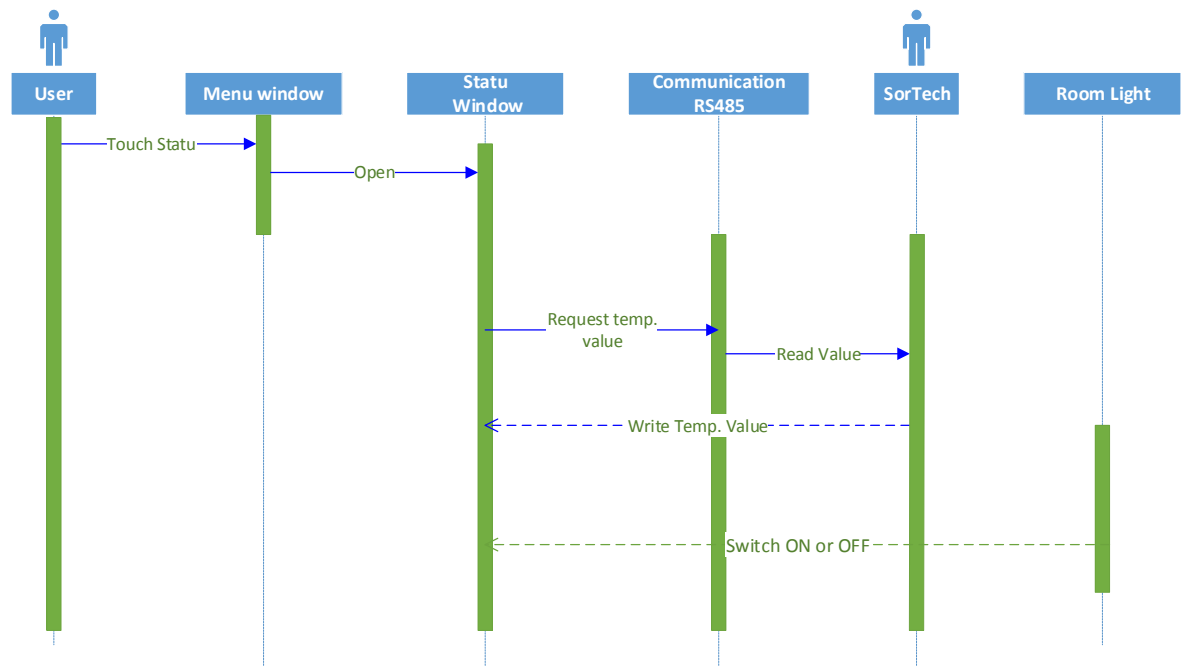 User
Menu window
Statu
Window
Communication
RS485
SorTech
Room Light
Touch Statu
Open
Request temp.
value
Read Value
Write Temp. Value
Switch ON or OFF